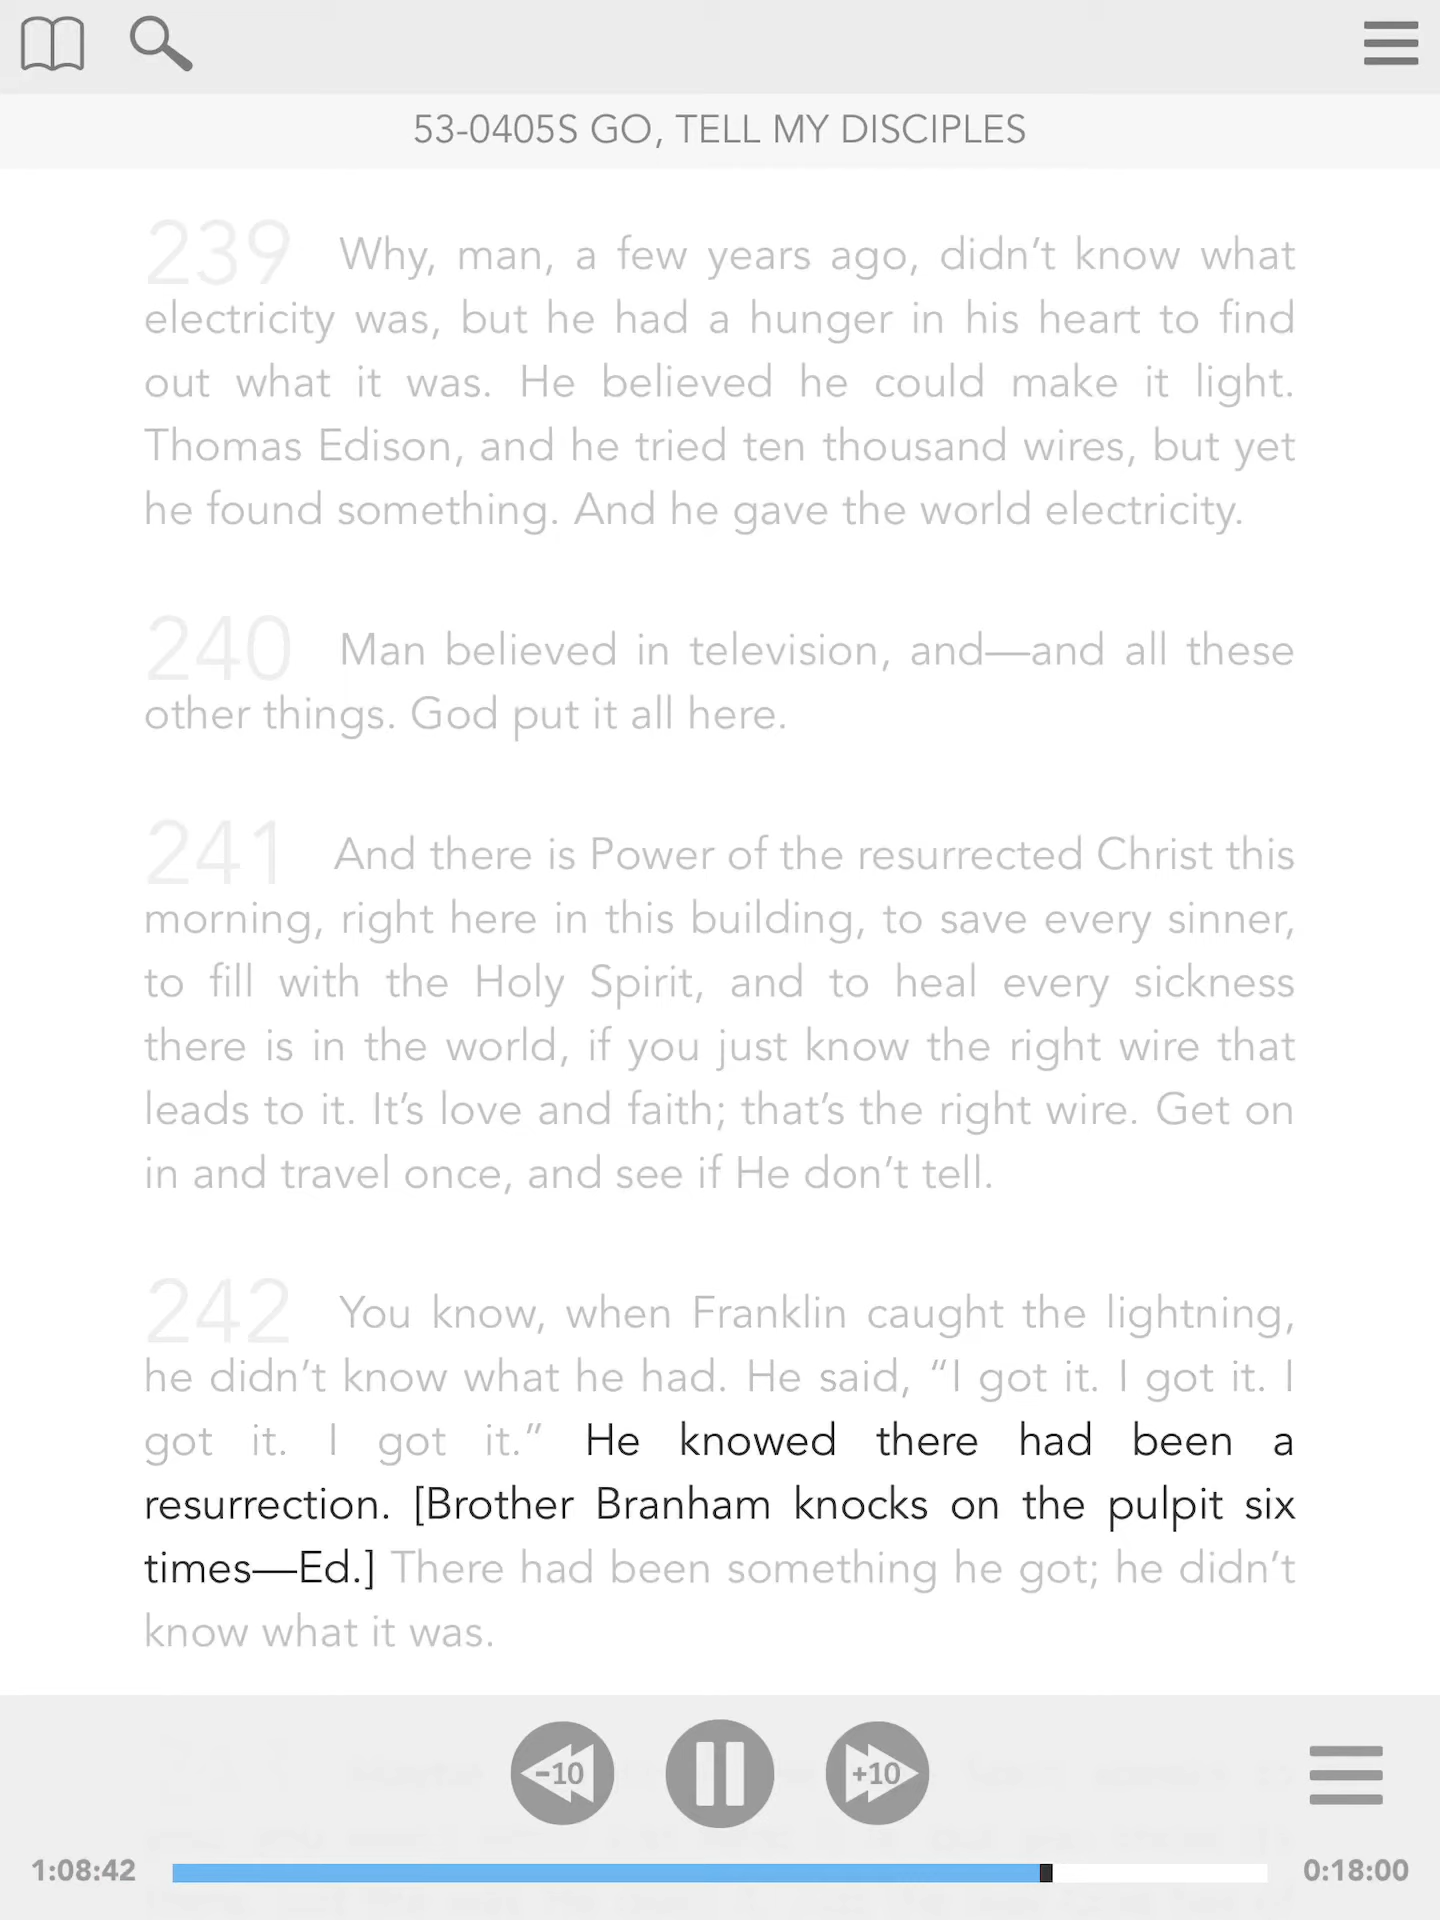 53-0405S GO, TELL MY DISCIPLES
239 Why, man, a few years ago, didn’t know what
electricity was, but he had a hunger in his heart to find
out what it was. He believed he could make it light.
Thomas Edison, and he tried ten thousand wires, but yet
he found something. And he gave the world electricity.
240 Man believed in television, and—and all these
other things. God put it all here.
241 And there is Power of the resurrected Christ this
morning, right here in this building, to save every sinner,
to fill with the Holy Spirit, and to heal every sickness
there is in the world, if you just know the right wire that
leads to it. It’s love and faith; that’s the right wire. Get on
in and travel once, and see if He don’t tell.
242 You know, when Franklin caught the lightning,
he didn’t know what he had. He said, “I got it. I got it. I
got it. I got it.” He knowed there had been a
resurrection. [Brother Branham knocks on the pulpit six
times—Ed.] There had been something he got; he didn’t
know what it was.
-10 +10
1:08:42 0:18:00